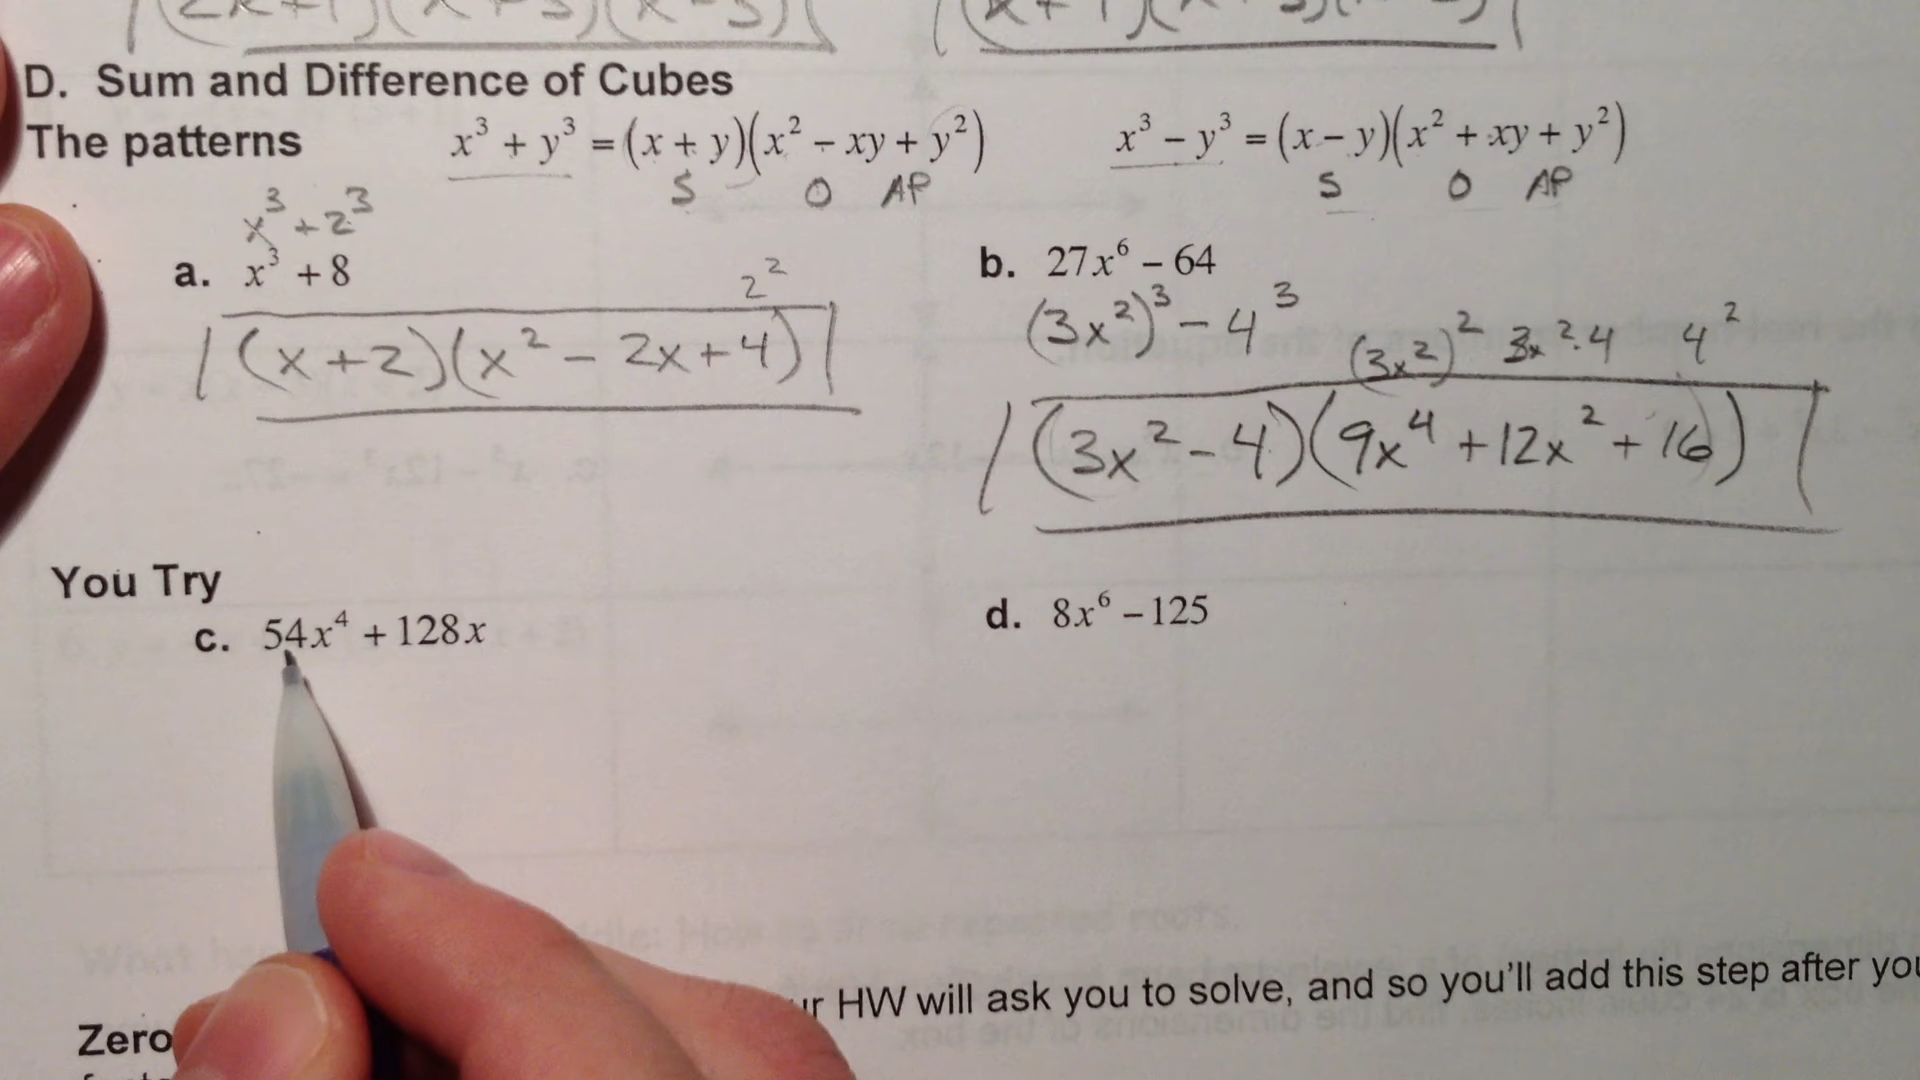 D. Sum and Difference of Cubes
The patterns x³ + y³ = (x + y)(x² − xy + y²) x³ − y³ = (x − y)(x² + xy + y²)
S O AP S O AP
x³ + 2³
a. x³ + 8
2²
(x + 2)(x² − 2x + 4)
b. 27x⁶ − 64
(3x²)³ − 4³ (3x²)² 3x²·4 4²
(3x² − 4)(9x⁴ + 12x² + 16)
You Try
c. 54x⁴ + 128x
d. 8x⁶ − 125
HW will ask you to solve, and so you'll add this step after
Zero